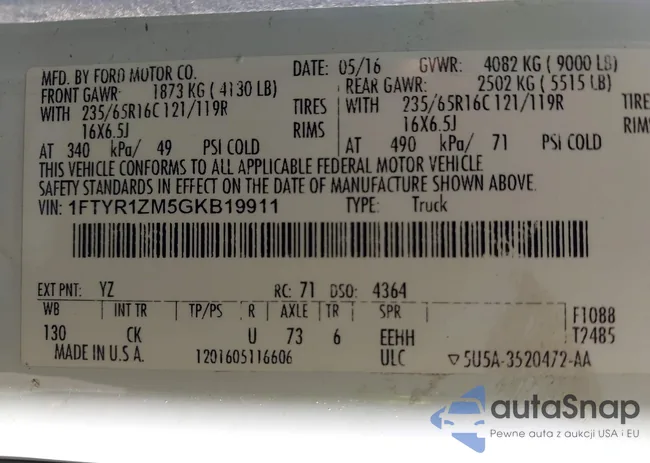 MFD. BY FORD MOTOR CO. DATE: 05/16 GVWR: 4082 KG ( 9000 LB)
FRONT GAWR: 1873 KG ( 4130 LB) REAR GAWR: 2502 KG ( 5515 LB)
WITH 235/65R16C 121/119R TIRES WITH 235/65R16C 121/119R TIRE
16X6.5J RIMS 16X6.5J RIM
AT 340 kPa/ 49 PSI COLD AT 490 kPa/ 71 PSI COLD
THIS VEHICLE CONFORMS TO ALL APPLICABLE FEDERAL MOTOR VEHICLE
SAFETY STANDARDS IN EFFECT ON THE DATE OF MANUFACTURE SHOWN ABOVE.
VIN: 1FTYR1ZM5GKB19911 TYPE: Truck
EXT PNT: YZ RC: 71 DSO: 4364
WB INT TR TP/PS R AXLE TR SPR F1088
130 CK U 73 6 EEHH T2485
MADE IN U.S.A. 1201605116606 ULC ▽5U5A-3520472-AA
autaSnap
Pewne auta z aukcji USA i EU